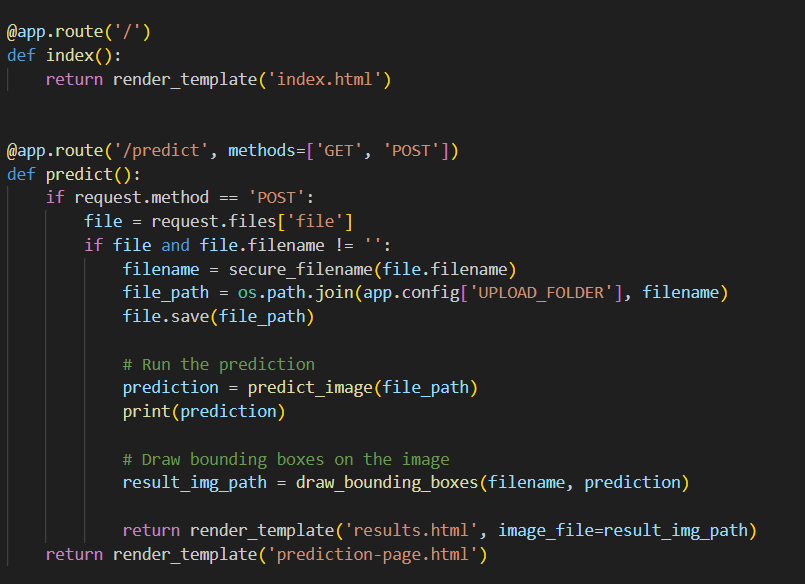 @app.route('/')
def index():
    return render_template('index.html')
@app.route('/predict', methods=['GET', 'POST'])
def predict():
    if request.method == 'POST':
        file = request.files['file']
        if file and file.filename != '':
            filename = secure_filename(file.filename)
            file_path = os.path.join(app.config['UPLOAD_FOLDER'], filename)
            file.save(file_path)
            # Run the prediction
            prediction = predict_image(file_path)
            print(prediction)
            # Draw bounding boxes on the image
            result_img_path = draw_bounding_boxes(filename, prediction)
            return render_template('results.html', image_file=result_img_path)
    return render_template('prediction-page.html')